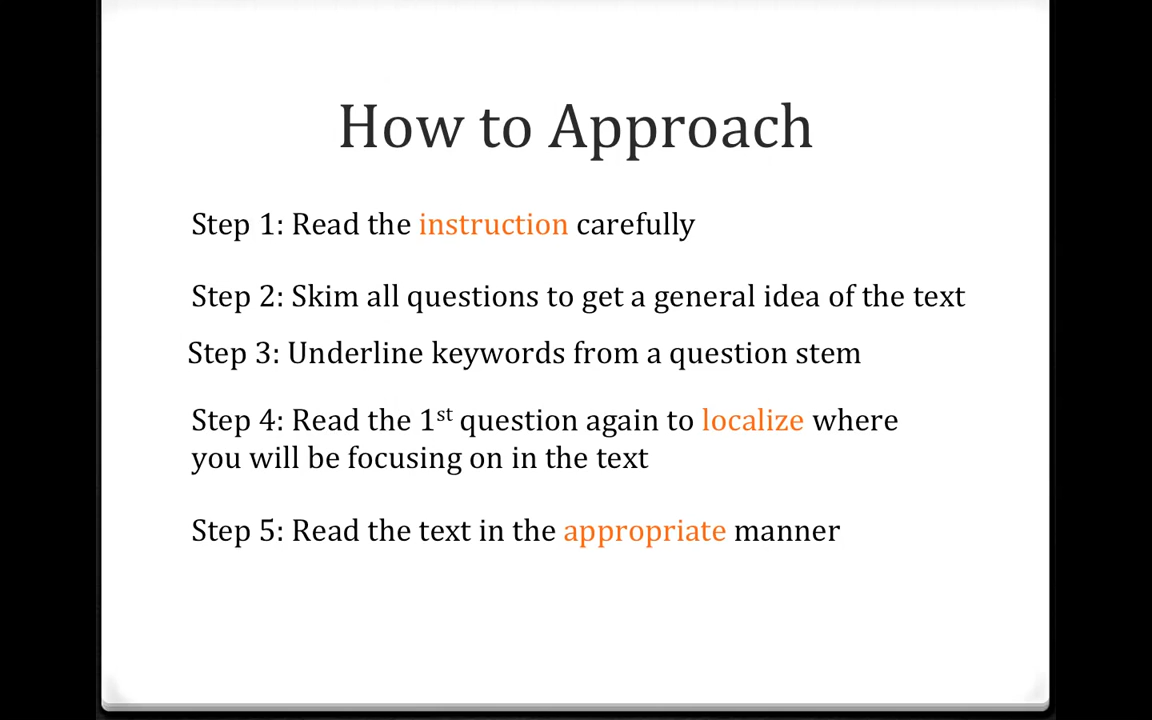 How to Approach
Step 1: Read the instruction carefully
Step 2: Skim all questions to get a general idea of the text
Step 3: Underline keywords from a question stem
Step 4: Read the 1st question again to localize where
you will be focusing on in the text
Step 5: Read the text in the appropriate manner